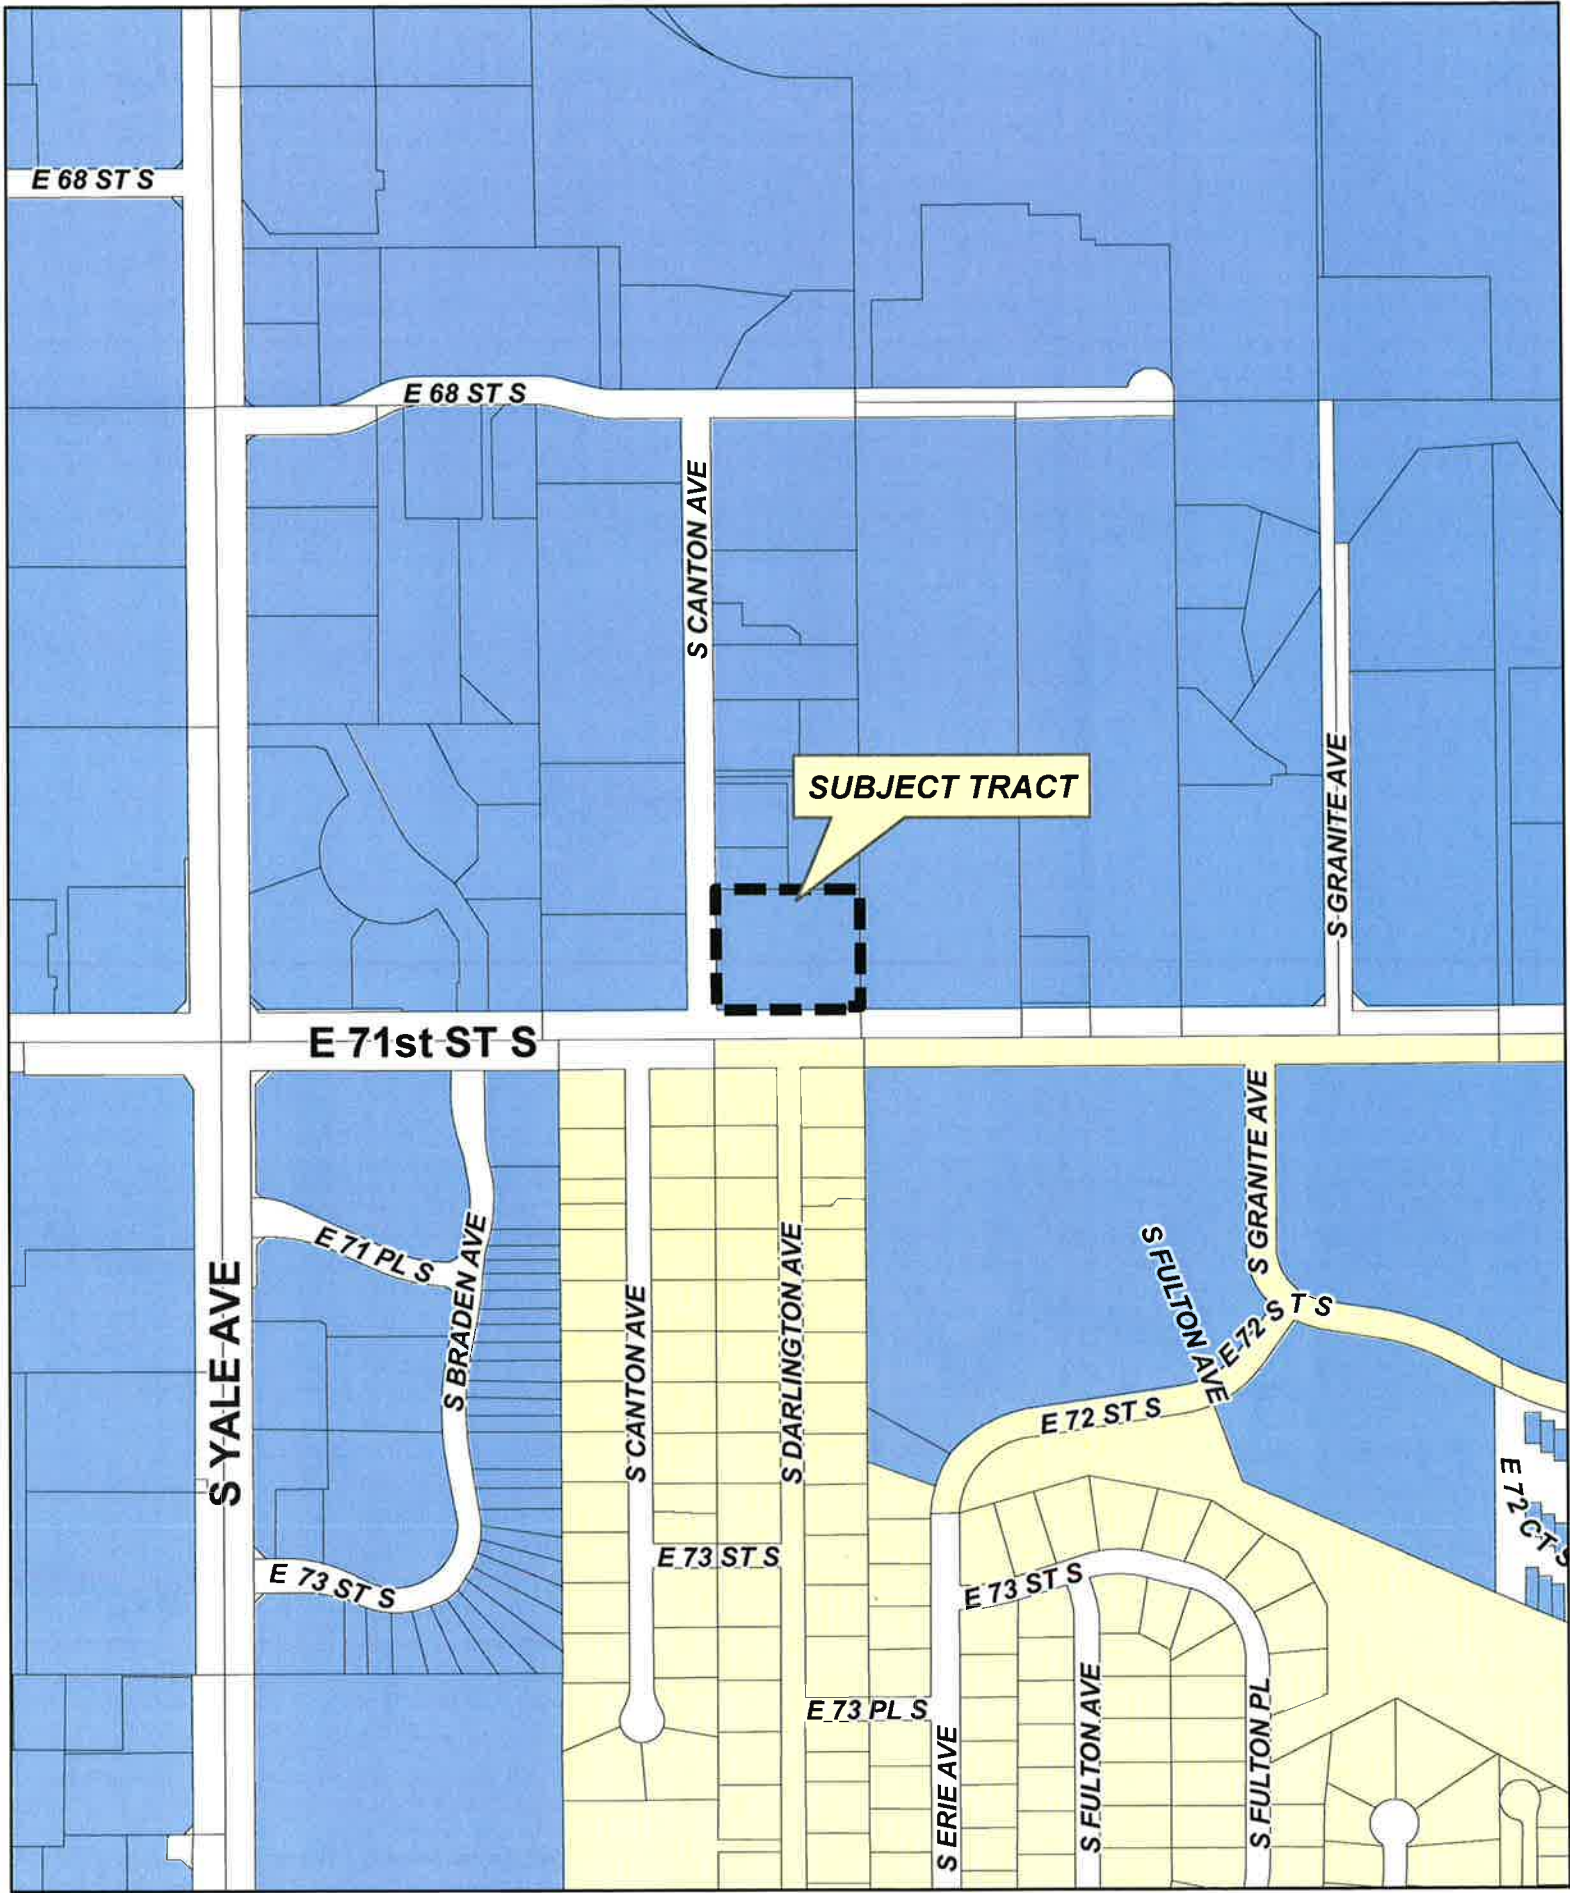 E 68 ST S
E 68 ST S
S CANTON AVE
SUBJECT TRACT
S GRANITE AVE
E 71st ST S
S GRANITE AVE
E 71 PL S
S BRADEN AVE
S YALE AVE
S CANTON AVE
S DARLINGTON AVE
S FULTON AVE
E 72 ST S
E 72 ST S
E 72 CT S
E 73 ST S
E 73 ST S
E 73 ST S
E 73 PL S
S ERIE AVE
S FULTON AVE
S FULTON PL